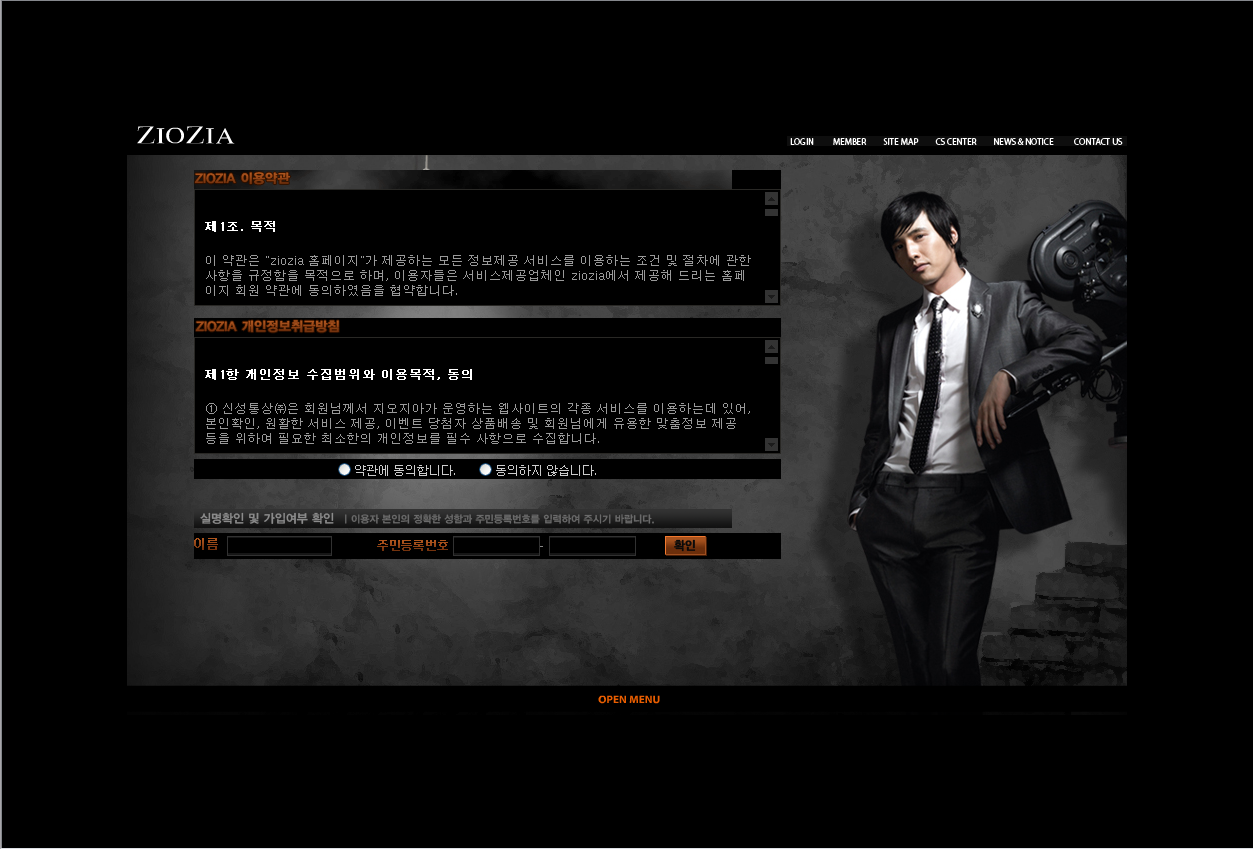 ZIOZIA
LOGIN MEMBER SITE MAP CS CENTER NEWS & NOTICE CONTACT US
ZIOZIA 이용약관
제1조. 목적
이 약관은 "ziozia 홈페이지"가 제공하는 모든 정보제공 서비스를 이용하는 조건 및 절차에 관한
사항을 규정함을 목적으로 하며, 이용자들은 서비스제공업체인 ziozia에서 제공해 드리는 홈페
이지 회원 약관에 동의하였음을 협약합니다.
ZIOZIA 개인정보취급방침
제1항 개인정보 수집범위와 이용목적, 동의
① 신성통상㈜은 회원님께서 지오지아가 운영하는 웹사이트의 각종 서비스를 이용하는데 있어,
본인확인, 원활한 서비스 제공, 이벤트 당첨자 상품배송 및 회원님에게 유용한 맞춤정보 제공
등을 위하여 필요한 최소한의 개인정보를 필수 사항으로 수집합니다.
약관에 동의합니다. 동의하지 않습니다.
실명확인 및 가입여부 확인 | 이용자 본인의 정확한 성함과 주민등록번호를 입력하여 주시기 바랍니다.
이름 주민등록번호 - 확인
OPEN MENU